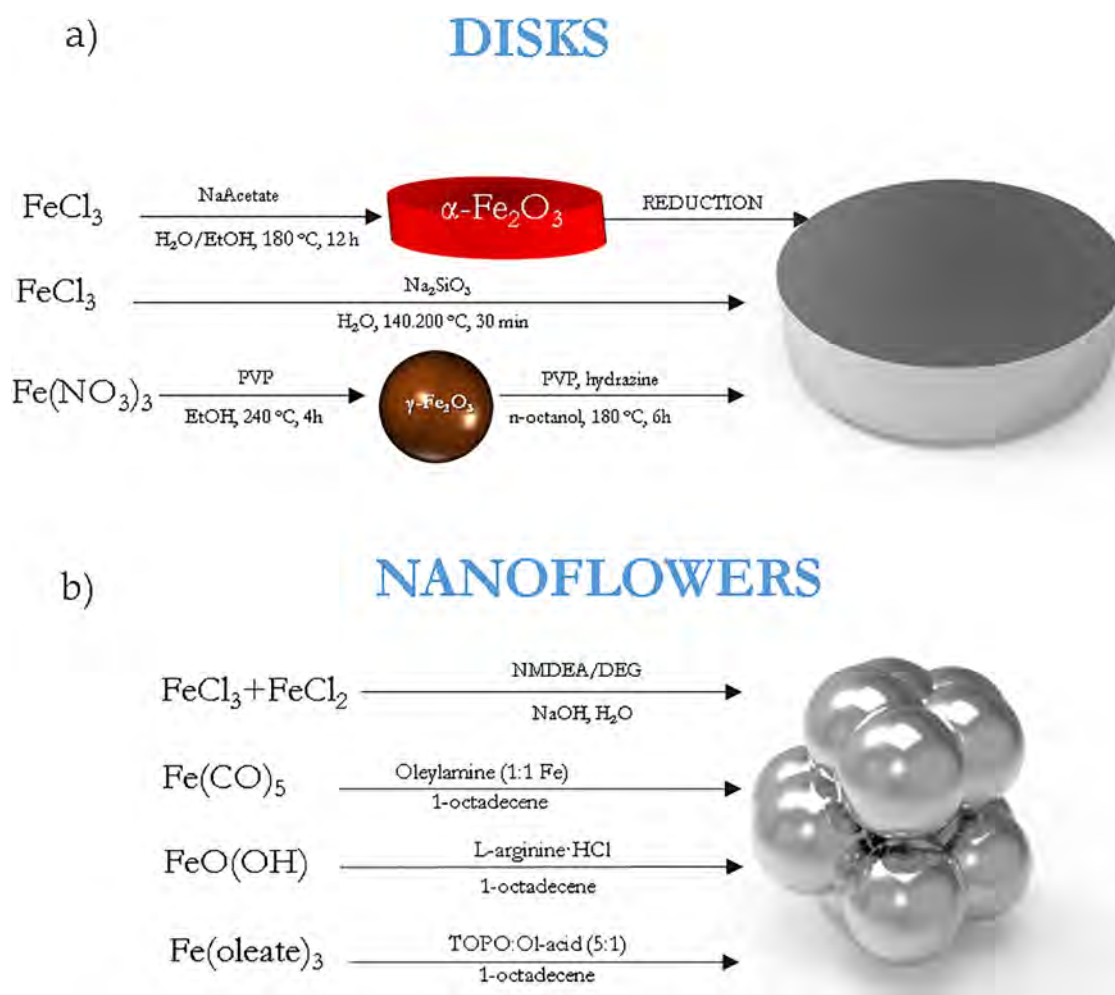 a)
DISKS
FeCl₃
NaAcetate
H₂O/EtOH, 180 °C, 12 h
α-Fe₂O₃
REDUCTION
FeCl₃
Na₂SiO₃
H₂O, 140.200 °C, 30 min
Fe(NO₃)₃
PVP
EtOH, 240 °C, 4h
γ-Fe₂O₃
PVP, hydrazine
n-octanol, 180 °C, 6h
b)
NANOFLOWERS
FeCl₃+FeCl₂
NMDEA/DEG
NaOH, H₂O
Fe(CO)₅
Oleylamine (1:1 Fe)
1-octadecene
FeO(OH)
L-arginine·HCl
1-octadecene
Fe(oleate)₃
TOPO:Ol-acid (5:1)
1-octadecene